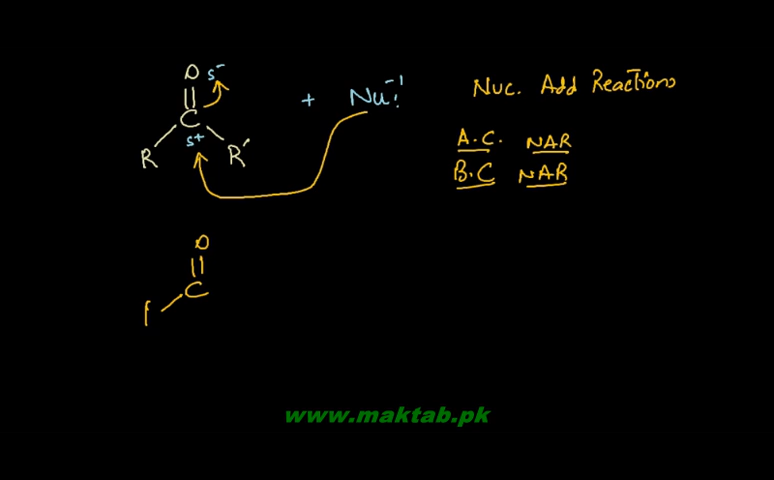 O δ⁻
||
C + Nu⁻¹:
δ+
R R′
Nuc. Add Reactions
A.C. NAR
B.C NAR
O
||
C
www.maktab.pk